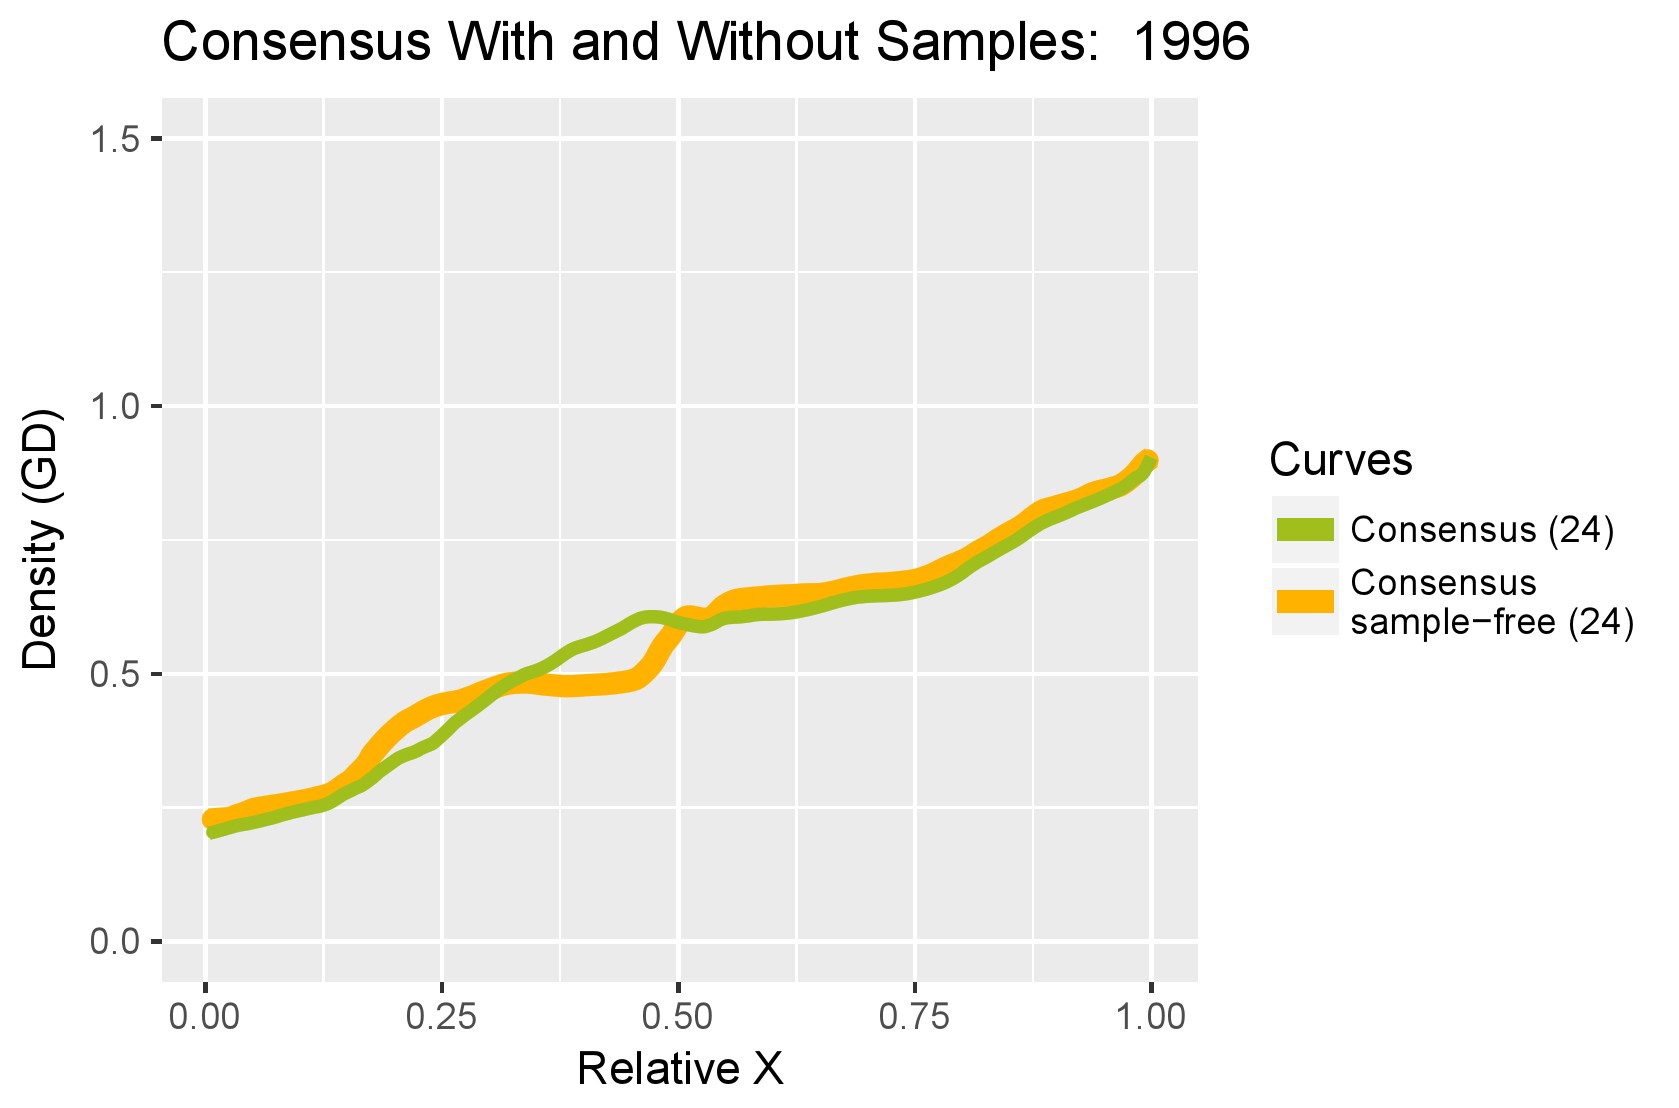 Consensus With and Without Samples:  1996
1.5
1.0
0.5
0.0
Density (GD)
0.00 0.25 0.50 0.75 1.00
Relative X
Curves
Consensus (24)
Consensus
sample−free (24)